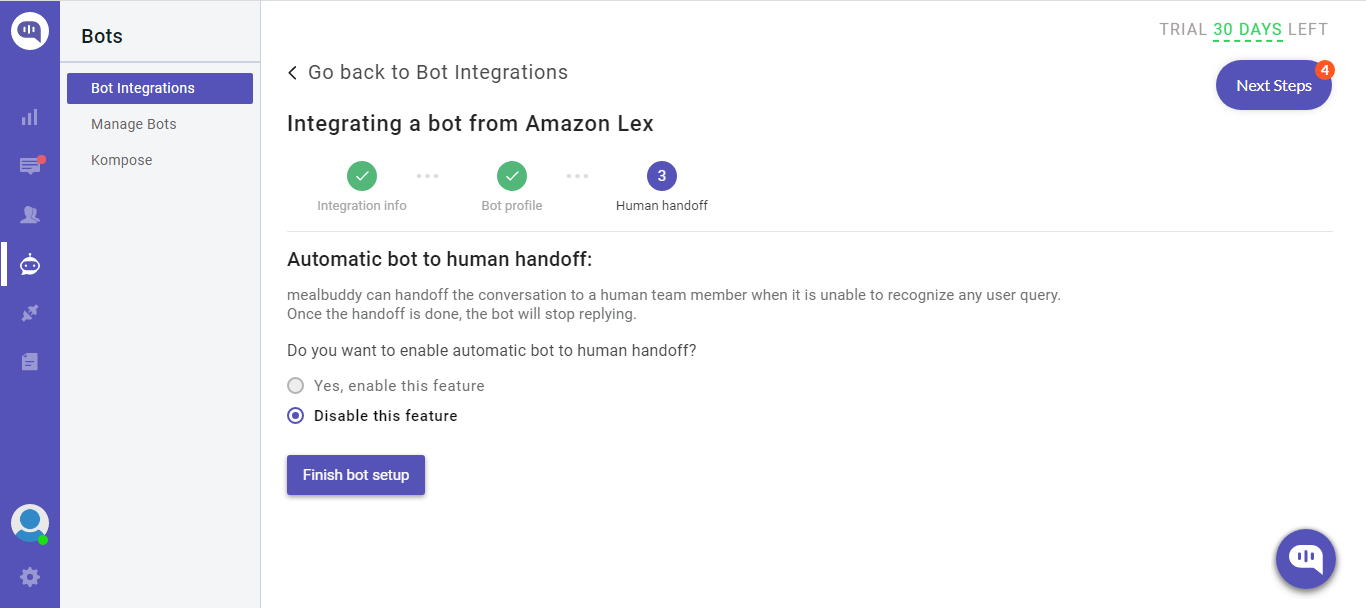 Bots
Bot Integrations
Manage Bots
Kompose
TRIAL 30 DAYS LEFT
Go back to Bot Integrations
Next Steps
4
Integrating a bot from Amazon Lex
3
Integration info
Bot profile
Human handoff
Automatic bot to human handoff:
mealbuddy can handoff the conversation to a human team member when it is unable to recognize any user query.
Once the handoff is done, the bot will stop replying.
Do you want to enable automatic bot to human handoff?
Yes, enable this feature
Disable this feature
Finish bot setup